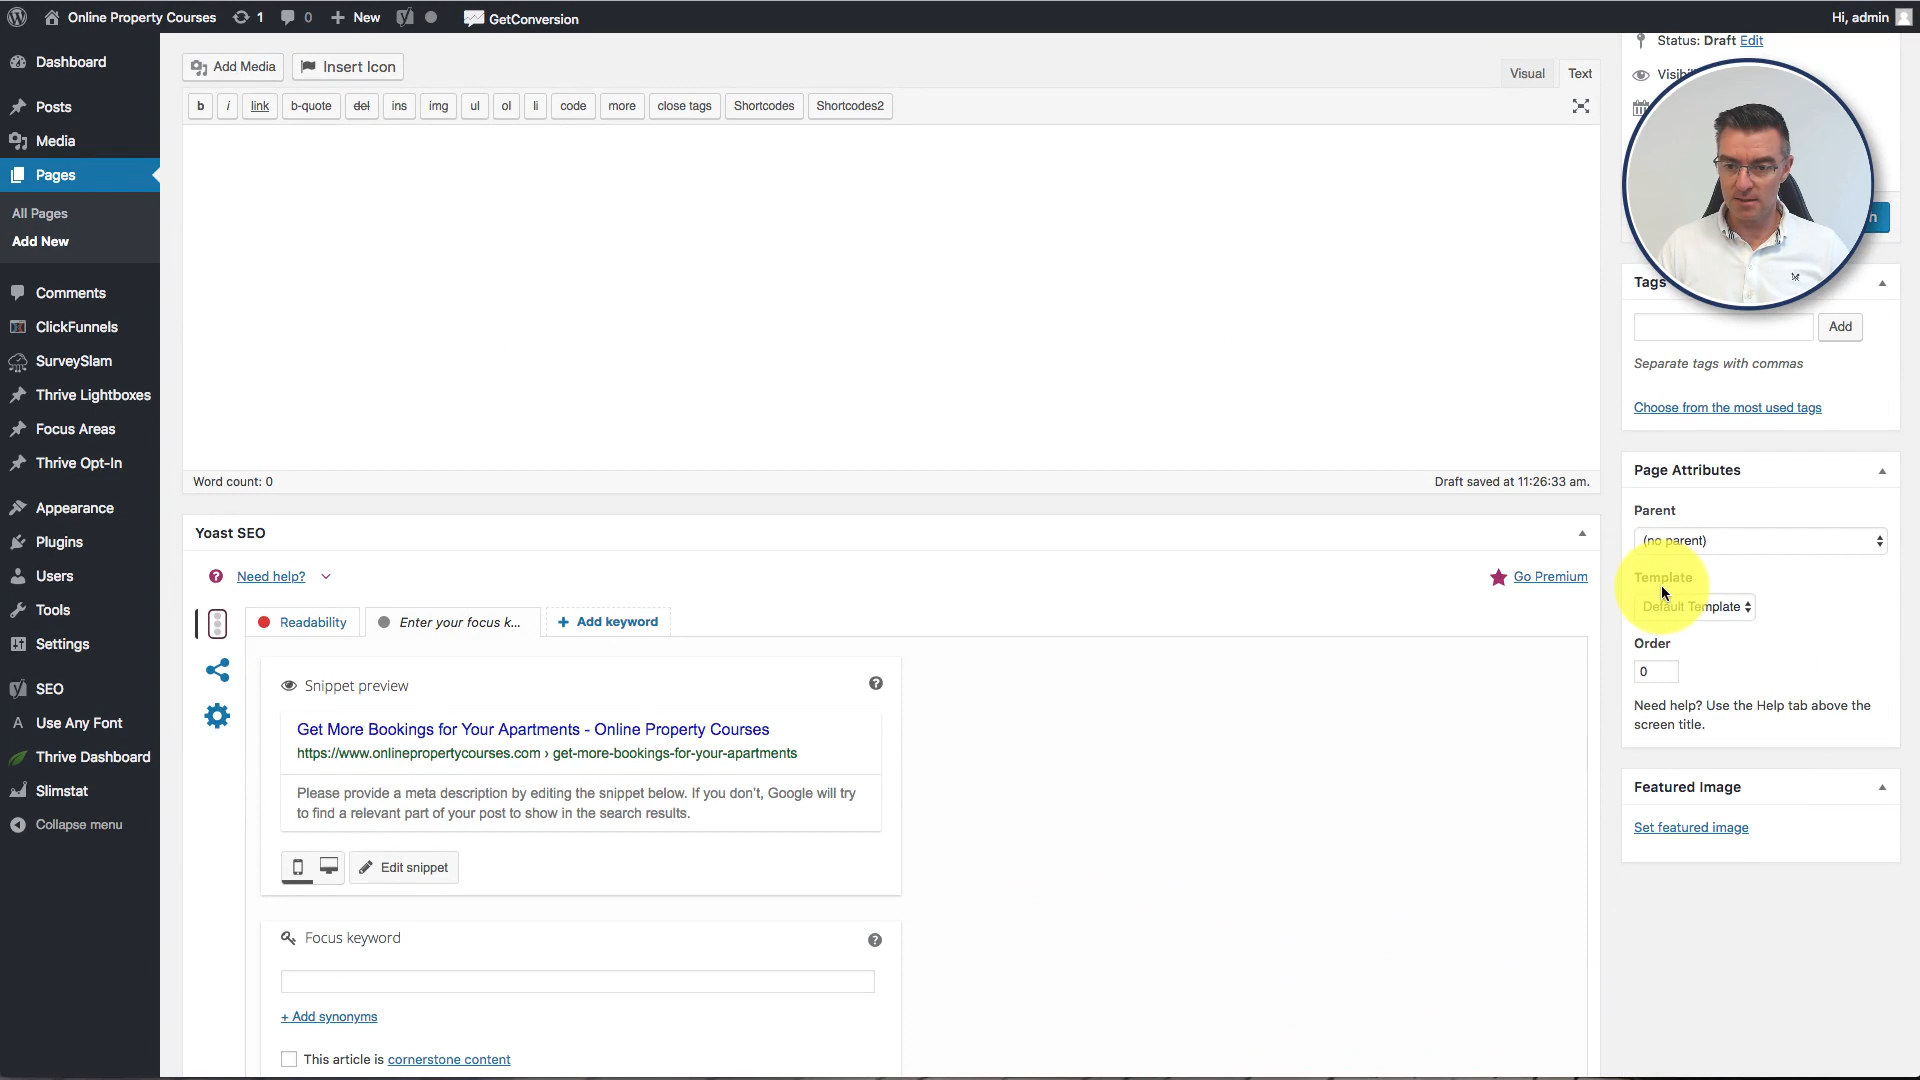 Online Property Courses 1 0 New GetConversion Hi, admin
Dashboard
Posts
Media
Pages
All Pages
Add New
Comments
ClickFunnels
SurveySlam
Thrive Lightboxes
Focus Areas
Thrive Opt-In
Appearance
Plugins
Users
Tools
Settings
SEO
Use Any Font
Thrive Dashboard
Slimstat
Collapse menu
Add Media Insert Icon Visual Text
b i link b-quote del ins img ul ol li code more close tags Shortcodes Shortcodes2
Word count: 0 Draft saved at 11:26:33 am.
Yoast SEO
Need help? Go Premium
Readability Enter your focus k... + Add keyword
Snippet preview
Get More Bookings for Your Apartments - Online Property Courses
https://www.onlinepropertycourses.com › get-more-bookings-for-your-apartments
Please provide a meta description by editing the snippet below. If you don’t, Google will try
to find a relevant part of your post to show in the search results.
Edit snippet
Focus keyword
+ Add synonyms
This article is cornerstone content
Status: Draft Edit
Tags
Add
Separate tags with commas
Choose from the most used tags
Page Attributes
Parent
(no parent)
Template
Default Template
Order
0
Need help? Use the Help tab above the
screen title.
Featured Image
Set featured image